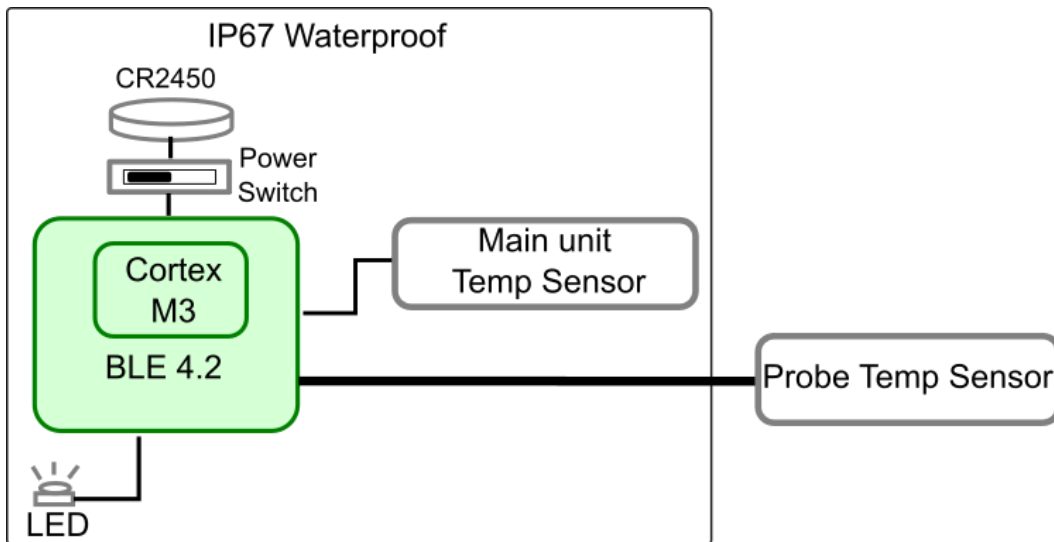 IP67 Waterproof
CR2450
Power
Switch
Main unit
Temp Sensor
Cortex
M3
BLE 4.2
Probe Temp Sensor
LED